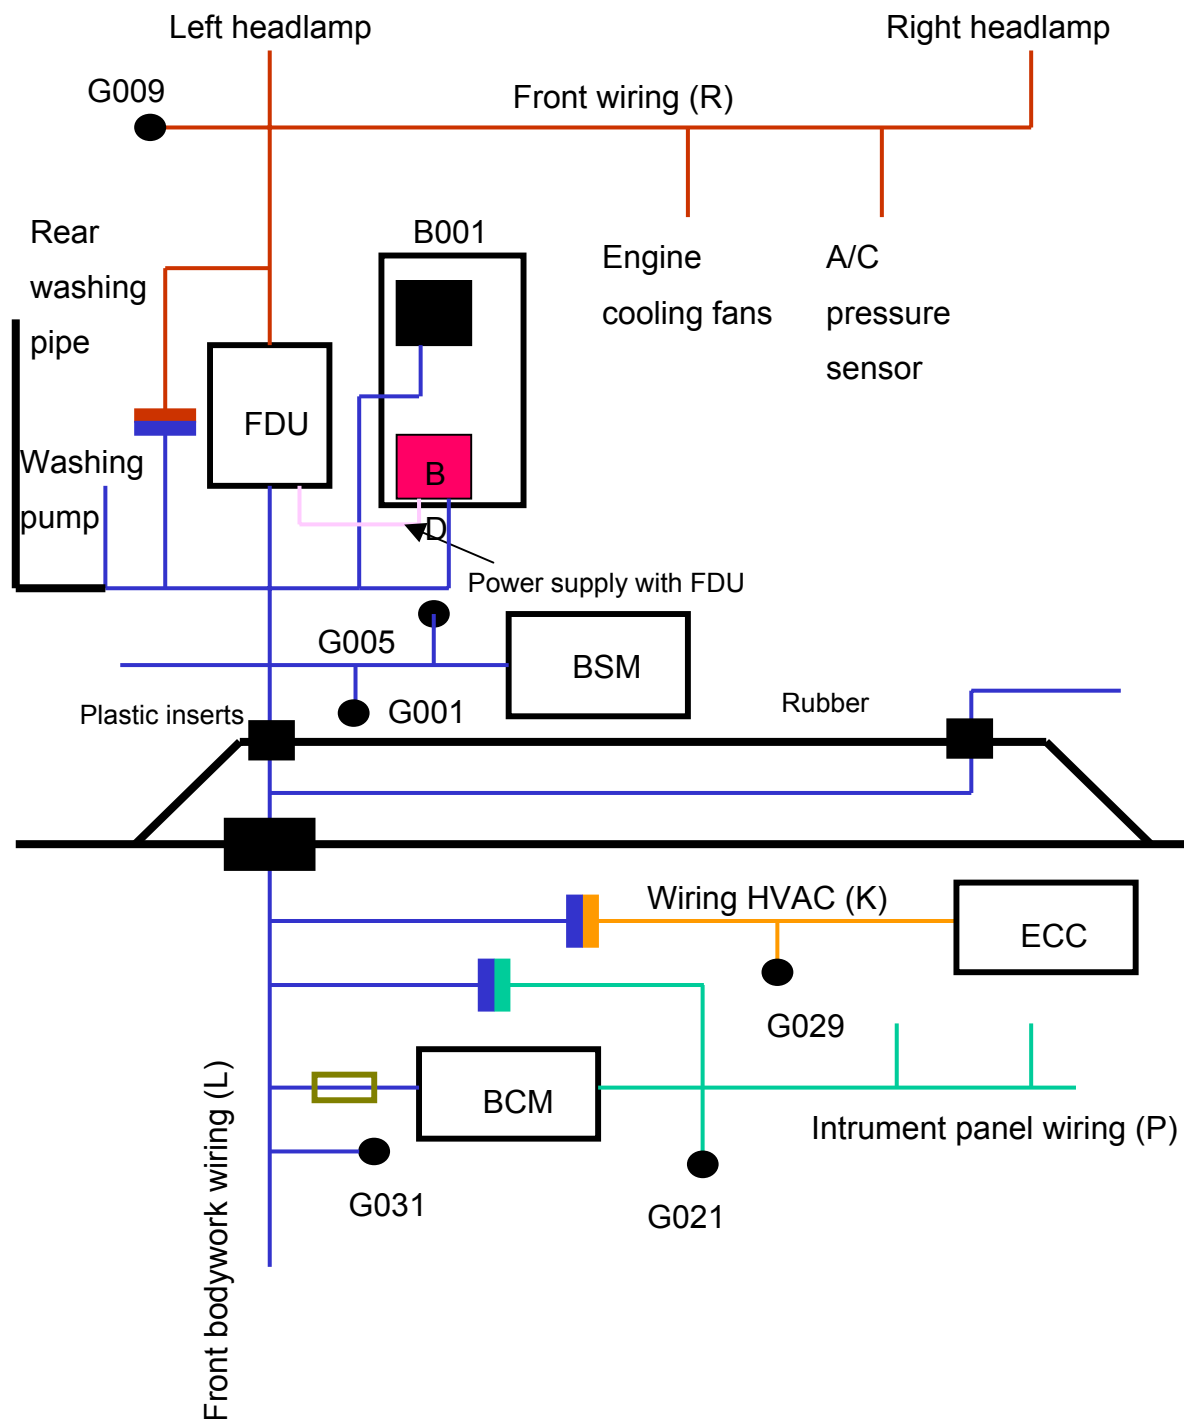 Left headlamp
Right headlamp
G009
Front wiring (R)
Rear
washing
pipe
B001
Engine
cooling fans
A/C
pressure
sensor
FDU
Washing
pump
B
D
Power supply with FDU
G005
BSM
G001
Plastic inserts
Rubber
Wiring HVAC (K)
ECC
G029
BCM
Intrument panel wiring (P)
G031
G021
Front bodywork wiring (L)